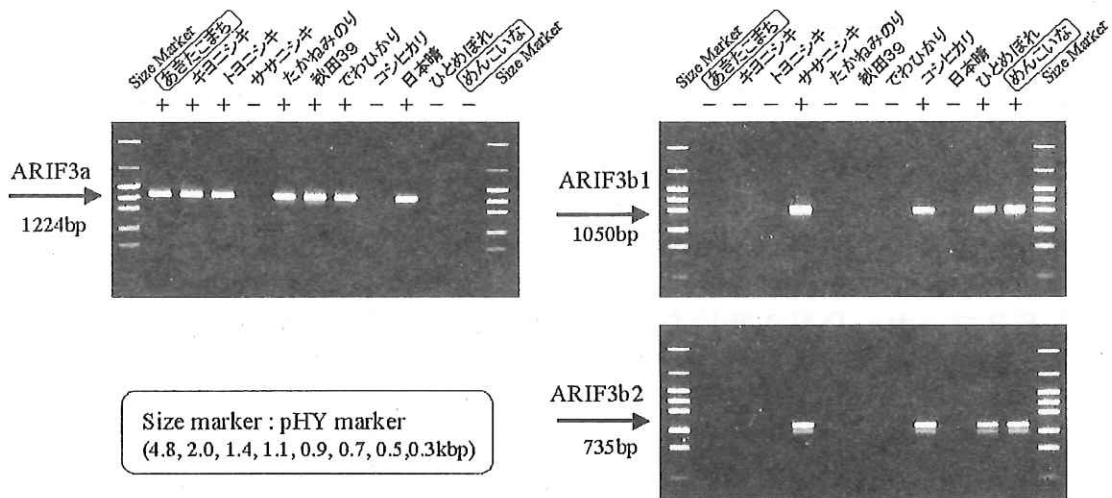 Size Marker
あきたこまち
キヨニシキ
トヨニシキ
ササニシキ
たかねみのり
秋田39
でわひかり
コシヒカリ
日本晴
ひとめぼれ
めんこいな
Size Marker
+ + + − + + + − + − −
ARIF3a
1224bp
Size Marker
あきたこまち
キヨニシキ
トヨニシキ
ササニシキ
たかねみのり
秋田39
でわひかり
コシヒカリ
日本晴
ひとめぼれ
めんこいな
Size Marker
− − − + − − − + − + +
ARIF3b1
1050bp
ARIF3b2
735bp
Size marker : pHY marker
(4.8, 2.0, 1.4, 1.1, 0.9, 0.7, 0.5,0.3kbp)